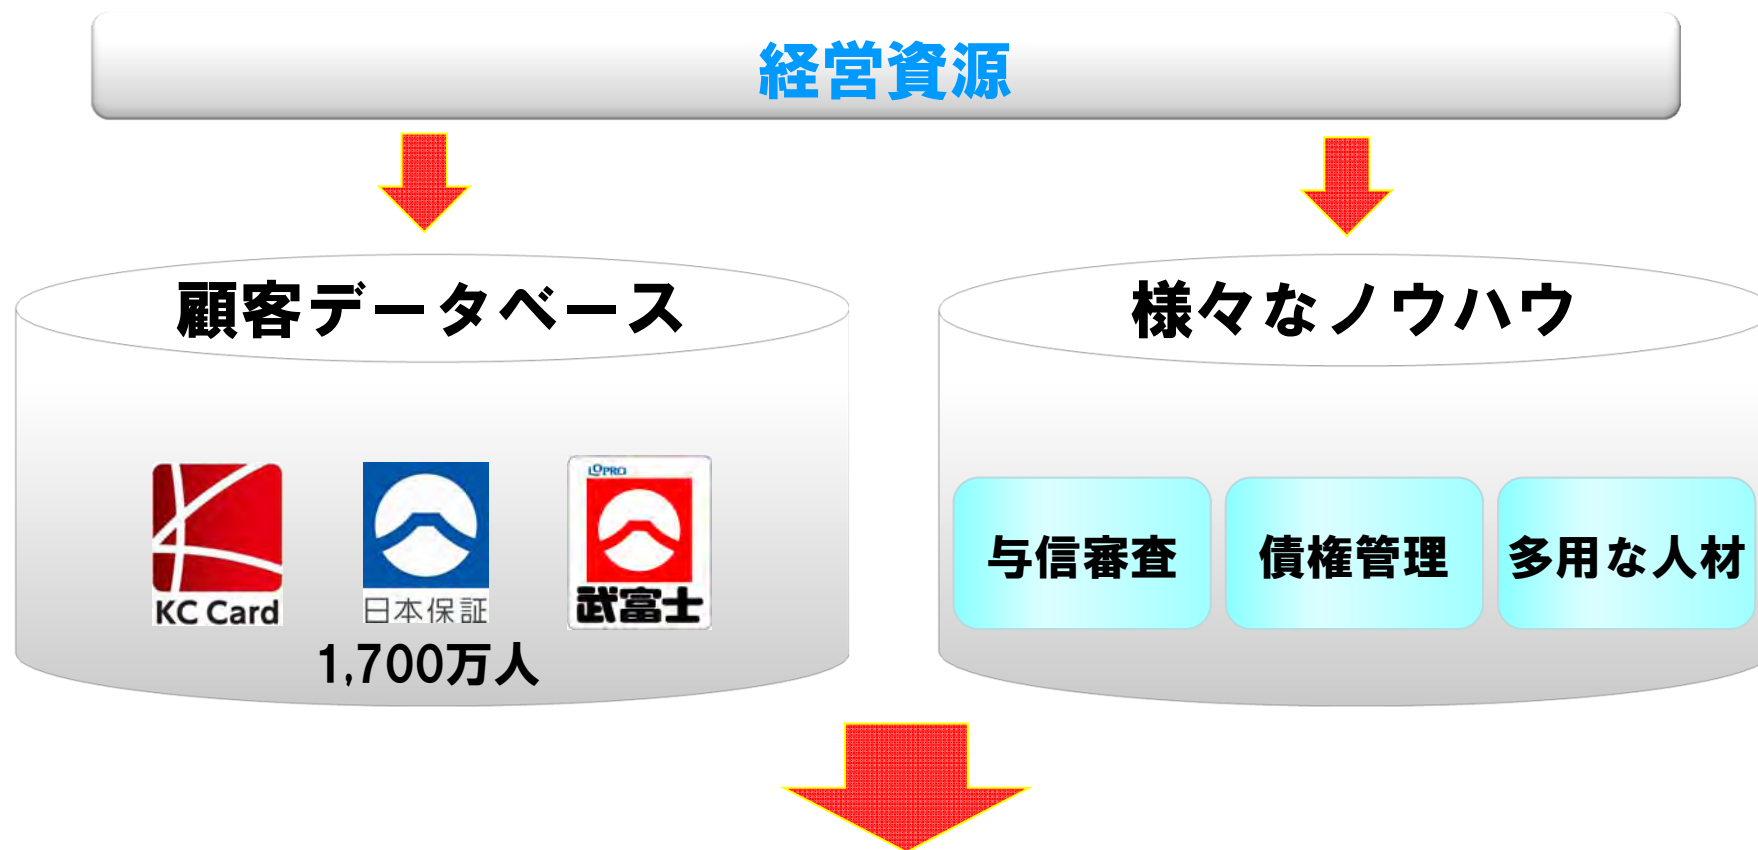 経営資源
顧客データベース
様々なノウハウ
KC Card
日本保証
LOPRO
武富士
1,700万人
与信審査
債権管理
多用な人材